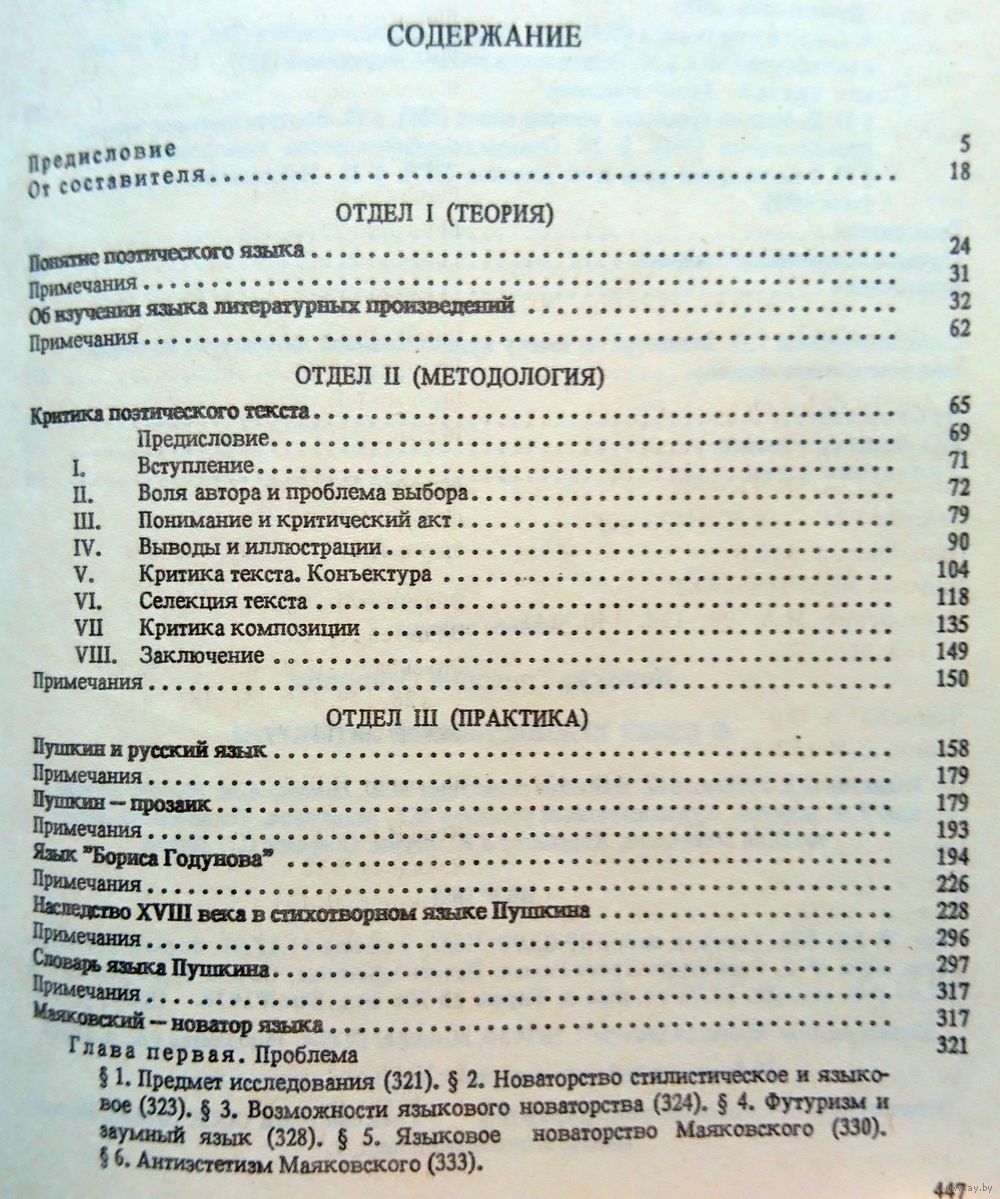 СОДЕРЖАНИЕ
Предисловие 5
От составителя. 18
ОТДЕЛ I (ТЕОРИЯ)
Понятие поэтического языка 24
Примечания 31
Об изучении языка литературных произведений 32
Примечания 62
ОТДЕЛ II (МЕТОДОЛОГИЯ)
Критика поэтического текста 65
Предисловие 69
I. Вступление 71
II. Воля автора и проблема выбора 72
III. Понимание и критический акт 79
IV. Выводы и иллюстрации 90
V. Критика текста. Конъектура 104
VI. Селекция текста 118
VII Критика композиции 135
VIII. Заключение 149
Примечания 150
ОТДЕЛ III (ПРАКТИКА)
Пушкин и русский язык 158
Примечания 179
Пушкин — прозаик 179
Примечания 193
Язык "Бориса Годунова" 194
Примечания 226
Наследство XVIII века в стихотворном языке Пушкина 228
Примечания 296
Словарь языка Пушкина 297
Примечания 317
Маяковский — новатор языка 317
Глава первая. Проблема 321
§ 1. Предмет исследования (321). § 2. Новаторство стилистическое и языко-
вое (323). § 3. Возможности языкового новаторства (324). § 4. Футуризм и
заумный язык (328). § 5. Языковое новаторство Маяковского (330).
§ 6. Антиэстетизм Маяковского (333).
447